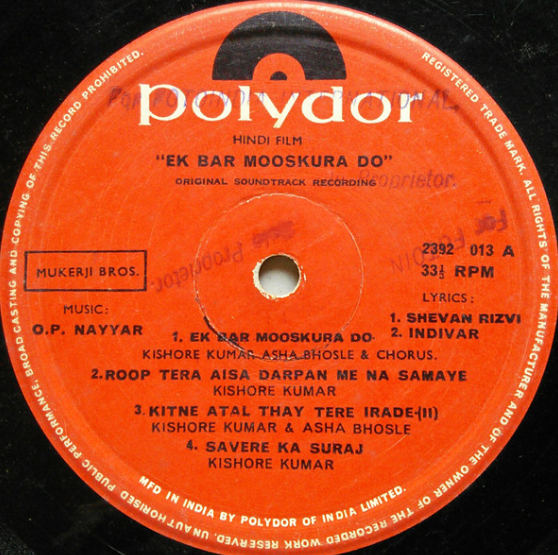 polydor
HINDI FILM
"EK BAR MOOSKURA DO"
ORIGINAL SOUNDTRACK RECORDING
Proprietor.
2392 013 A
33⅓ RPM
MUKERJI BROS.
MUSIC:
O.P. NAYYAR
LYRICS:
1. SHEVAN RIZVI
2. INDIVAR
1. EK BAR MOOSKURA DO-
KISHORE KUMAR ASHA BHOSLE & CHORUS.
2. ROOP TERA AISA DARPAN ME NA SAMAYE
KISHORE KUMAR
3. KITNE ATAL THAY TERE IRADE-(II)
KISHORE KUMAR & ASHA BHOSLE
4. SAVERE KA SURAJ
KISHORE KUMAR
MFD IN INDIA BY POLYDOR OF INDIA LIMITED.
REGISTERED TRADE MARK. ALL RIGHTS OF THE MANUFACTURER AND OF THE OWNER OF THE RECORDED WORK RESERVED. UNAUTHORISED PUBLIC PERFORMANCE, BROADCASTING AND COPYING OF THIS RECORD PROHIBITED.